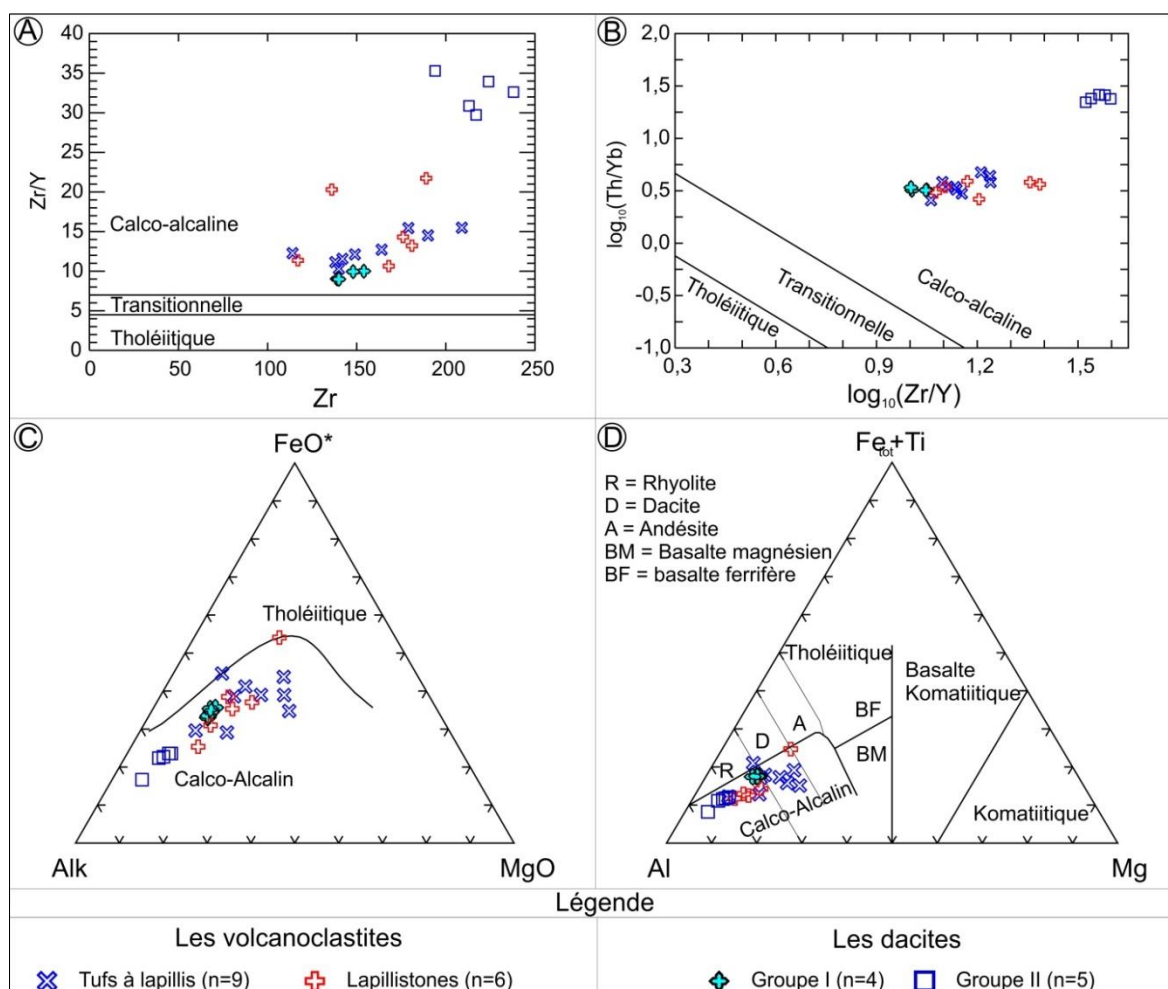 A
40
35
30
25
20
15
10
5
0
Zr/Y
Calco-alcaline
Transitionnelle
Tholéiitique
0
50
100
150
200
250
Zr
B
2,0
1,5
1,0
0,5
0,0
-0,5
-1,0
log₁₀(Th/Yb)
Tholéiitique
Transitionnelle
Calco-alcaline
0,3
0,6
0,9
1,2
1,5
log₁₀(Zr/Y)
C
FeO*
Tholéiitique
Calco-Alcalin
Alk
MgO
D
Feₜₒₜ+Ti
R = Rhyolite
D = Dacite
A = Andésite
BM = Basalte magnésien
BF = basalte ferrifère
Tholéiitique
Basalte
Komatiitique
BF
A
D
BM
R
Calco-Alcalin
Komatiitique
Al
Mg
Légende
Les volcanoclastites
Les dacites
Tufs à lapillis (n=9)
Lapillistones (n=6)
Groupe I (n=4)
Groupe II (n=5)